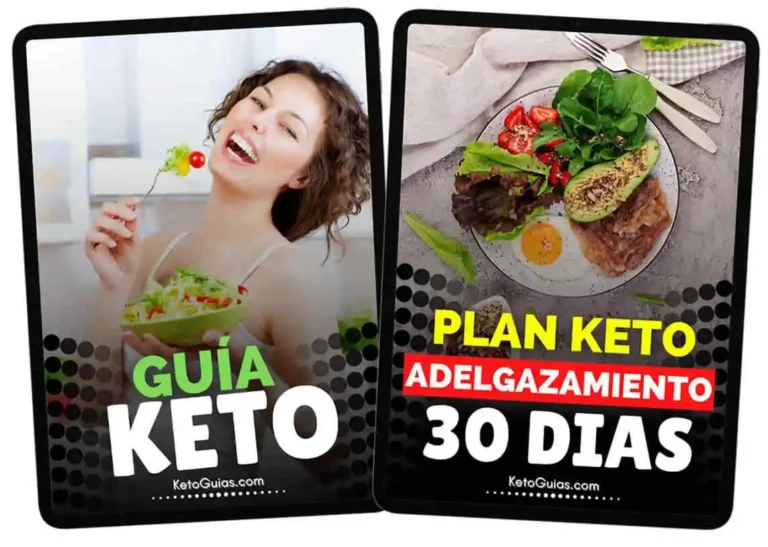 GUÍA
KETO
KetoGuias.com
PLAN KETO
ADELGAZAMIENTO
30 DIAS
KetoGuias.com